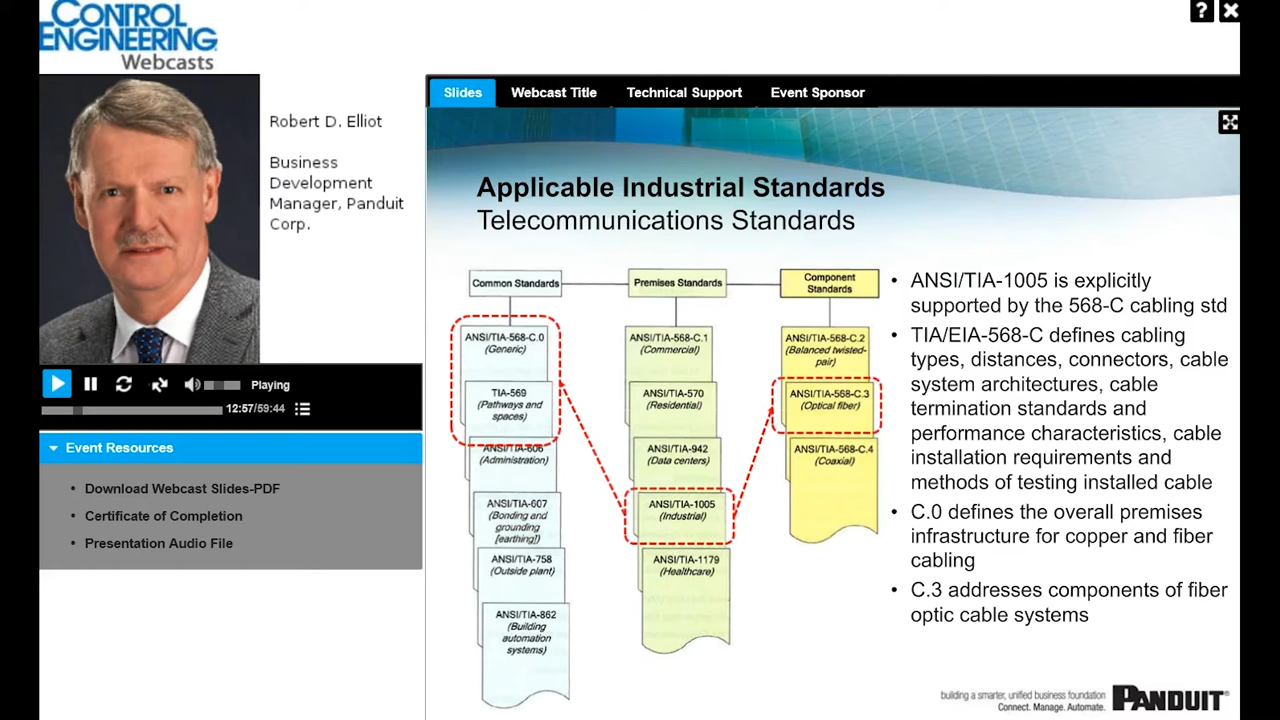 CONTROL
ENGINEERING
Webcasts
?
Robert D. Elliot
Business
Development
Manager, Panduit
Corp.
Playing
12:57/59:44
Event Resources
• Download Webcast Slides-PDF
• Certificate of Completion
• Presentation Audio File
Slides
Webcast Title
Technical Support
Event Sponsor
Applicable Industrial Standards
Telecommunications Standards
Common Standards
ANSI/TIA-568-C.0
(Generic)
TIA-569
(Pathways and
spaces)
ANSI/TIA-606
(Administration)
ANSI/TIA-607
(Bonding and
grounding
[earthing])
ANSI/TIA-758
(Outside plant)
ANSI/TIA-862
(Building
automation
systems)
Premises Standards
ANSI/TIA-568-C.1
(Commercial)
ANSI/TIA-570
(Residential)
ANSI/TIA-942
(Data centers)
ANSI/TIA-1005
(Industrial)
ANSI/TIA-1179
(Healthcare)
Component
Standards
ANSI/TIA-568-C.2
(Balanced twisted-
pair)
ANSI/TIA-568-C.3
(Optical fiber)
ANSI/TIA-568-C.4
(Coaxial)
• ANSI/TIA-1005 is explicitly
supported by the 568-C cabling std
• TIA/EIA-568-C defines cabling
types, distances, connectors, cable
system architectures, cable
termination standards and
performance characteristics, cable
installation requirements and
methods of testing installed cable
• C.0 defines the overall premises
infrastructure for copper and fiber
cabling
• C.3 addresses components of fiber
optic cable systems
building a smarter, unified business foundation
Connect. Manage. Automate.
PANDUIT